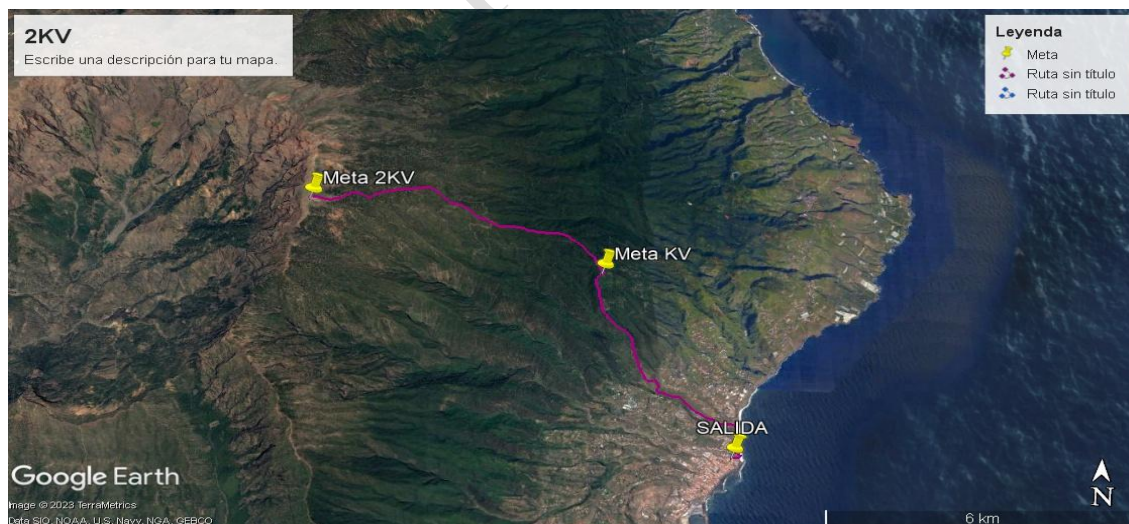 2KV
Escribe una descripción para tu mapa.
Leyenda
Meta
Ruta sin título
Ruta sin título
Meta 2KV
Meta KV
SALIDA
Google Earth
Image © 2023 TerraMetrics
Data SIO, NOAA, U.S. Navy, NGA, GEBCO
N
6 km